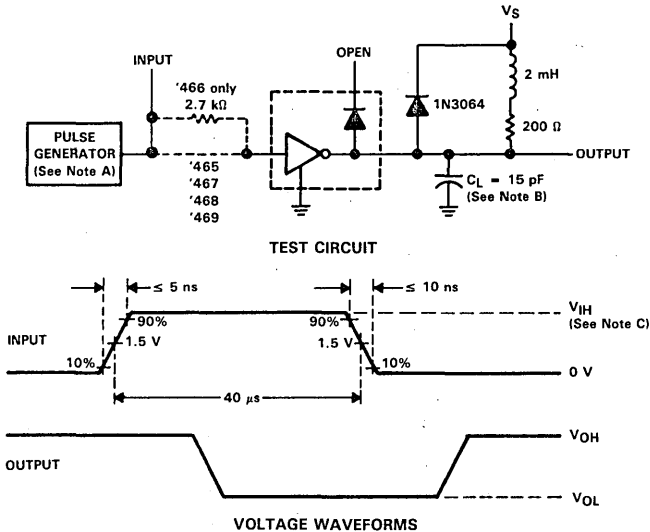 VS
INPUT
OPEN
'466 only
2.7 kΩ
2 mH
1N3064
200 Ω
PULSE
GENERATOR
(See Note A)
OUTPUT
'465
'467
'468
'469
CL = 15 pF
(See Note B)
TEST CIRCUIT
≤ 5 ns
≤ 10 ns
VIH
(See Note C)
90%
90%
INPUT
1.5 V
1.5 V
10%
10%
0 V
40 μs
VOH
OUTPUT
VOL
VOLTAGE WAVEFORMS